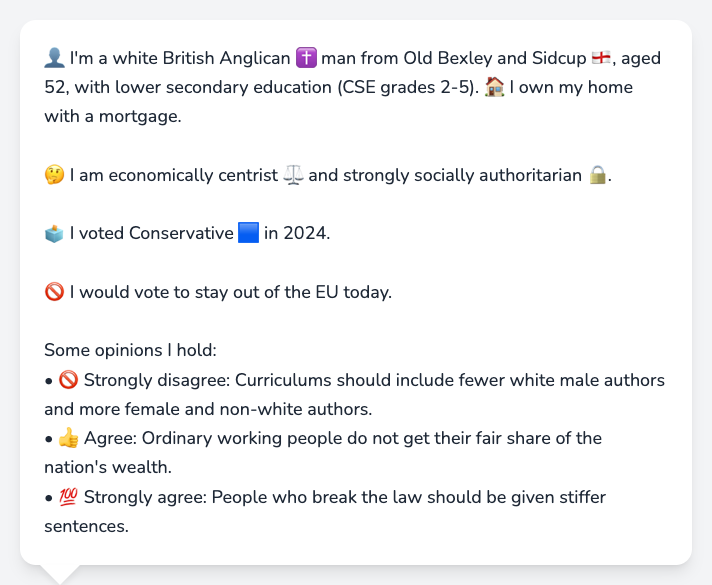 👤 I'm a white British Anglican ✝️ man from Old Bexley and Sidcup 🏴󠁧󠁢󠁥󠁮󠁧󠁿, aged
52, with lower secondary education (CSE grades 2-5). 🏠 I own my home
with a mortgage.
🤔 I am economically centrist ⚖️ and strongly socially authoritarian 🔒.
🗳️ I voted Conservative 🟦 in 2024.
🚫 I would vote to stay out of the EU today.
Some opinions I hold:
• 🚫 Strongly disagree: Curriculums should include fewer white male authors
and more female and non-white authors.
• 👍 Agree: Ordinary working people do not get their fair share of the
nation's wealth.
• 💯 Strongly agree: People who break the law should be given stiffer
sentences.